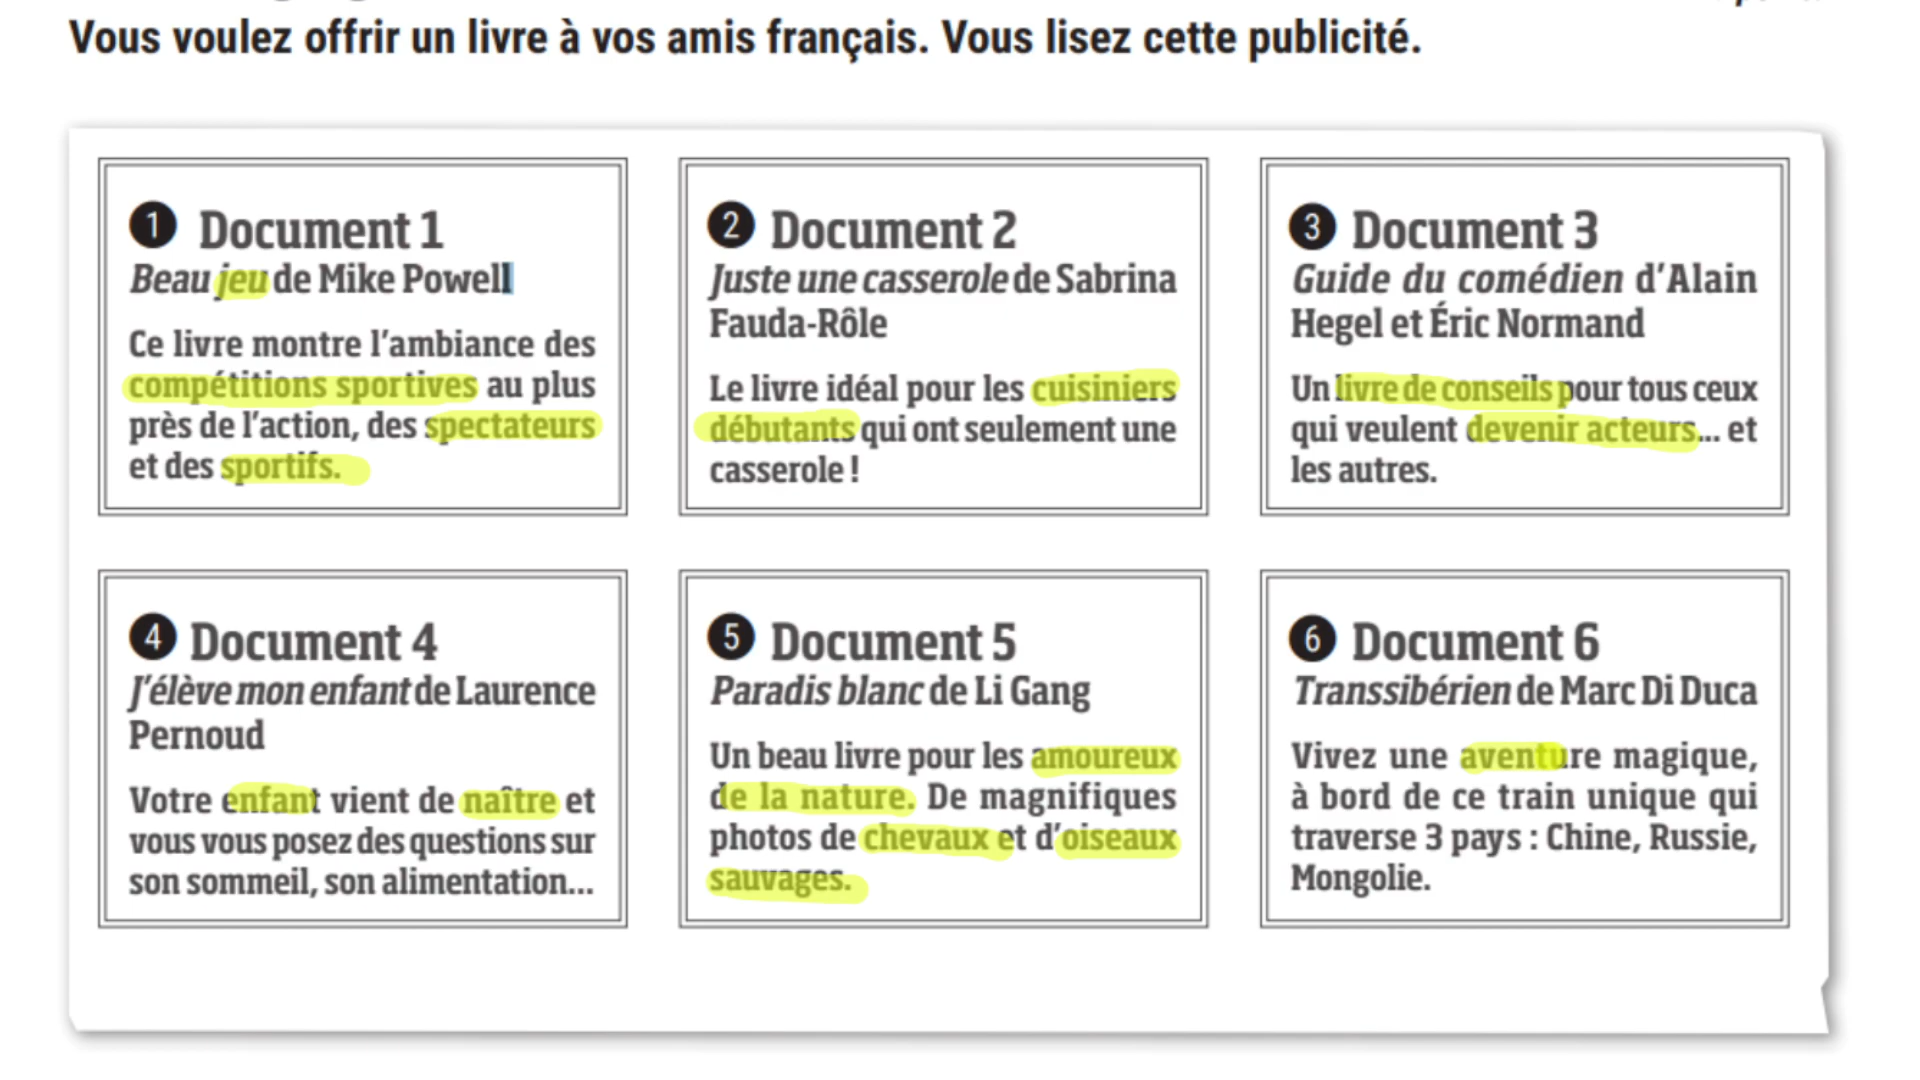 Vous voulez offrir un livre à vos amis français. Vous lisez cette publicité.
1 Document 1
Beau jeu de Mike Powell
Ce livre montre l'ambiance des
compétitions sportives au plus
près de l'action, des spectateurs
et des sportifs.
2 Document 2
Juste une casserole de Sabrina
Fauda-Rôle
Le livre idéal pour les cuisiniers
débutants qui ont seulement une
casserole !
3 Document 3
Guide du comédien d'Alain
Hegel et Éric Normand
Un livre de conseils pour tous ceux
qui veulent devenir acteurs... et
les autres.
4 Document 4
J'élève mon enfant de Laurence
Pernoud
Votre enfant vient de naître et
vous vous posez des questions sur
son sommeil, son alimentation...
5 Document 5
Paradis blanc de Li Gang
Un beau livre pour les amoureux
de la nature. De magnifiques
photos de chevaux et d'oiseaux
sauvages.
6 Document 6
Transsibérien de Marc Di Duca
Vivez une aventure magique,
à bord de ce train unique qui
traverse 3 pays : Chine, Russie,
Mongolie.